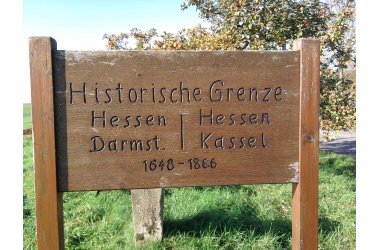 Historische Grenze
Hessen | Hessen
Darmst. | Kassel
1648-1866